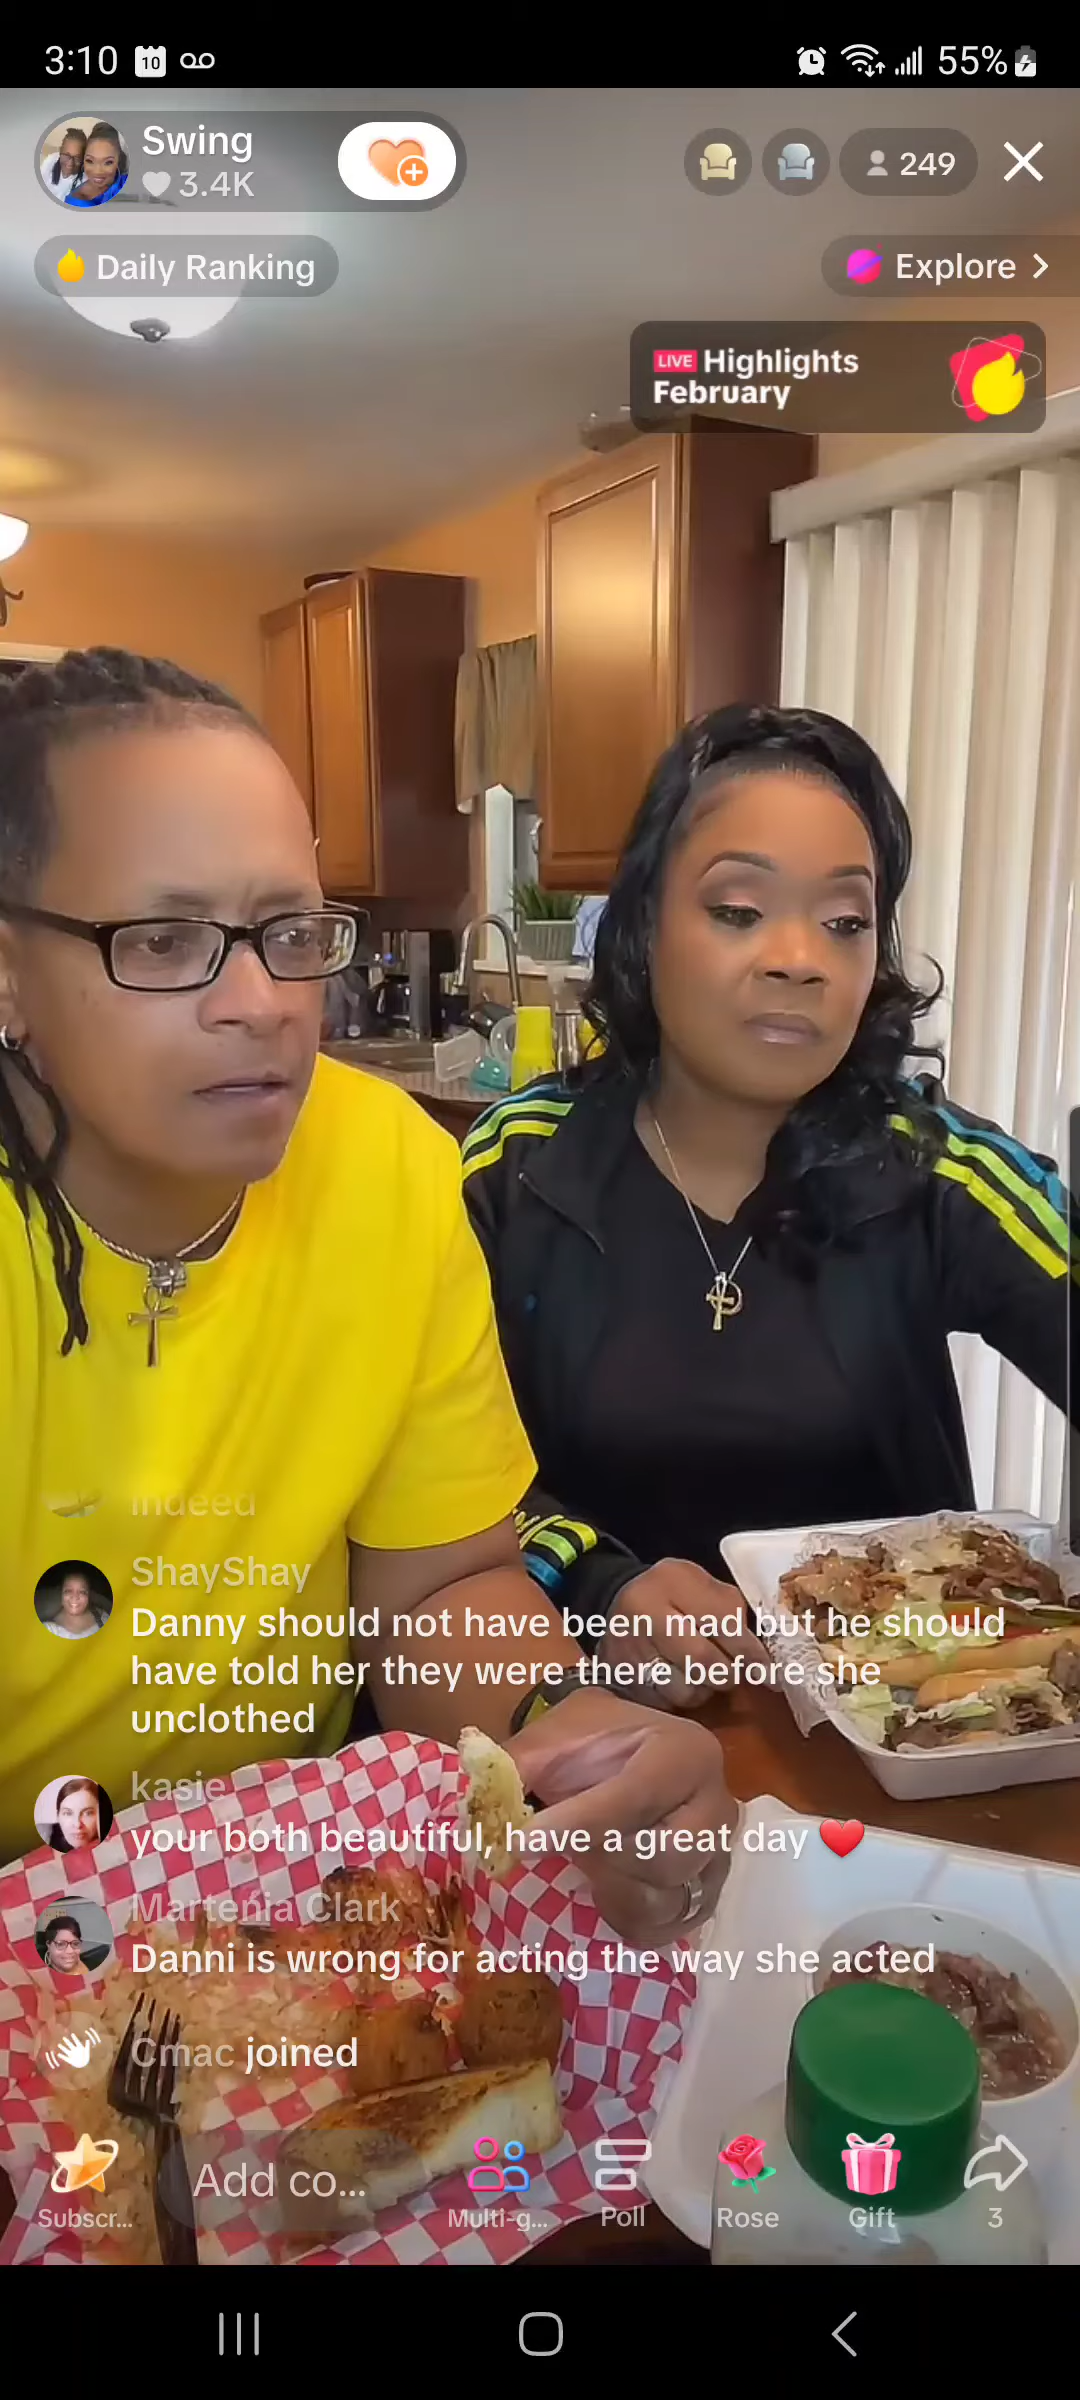 3:10
10
55%
Swing
3.4K
249
Daily Ranking
Explore
LIVE Highlights
February
indeed
ShayShay
Danny should not have been mad but he should
have told her they were there before she
unclothed
kasie
your both beautiful, have a great day ❤️
Martenia Clark
Danni is wrong for acting the way she acted
Cmac joined
Add co...
Subscr...
Multi-g...
Poll
Rose
Gift
3